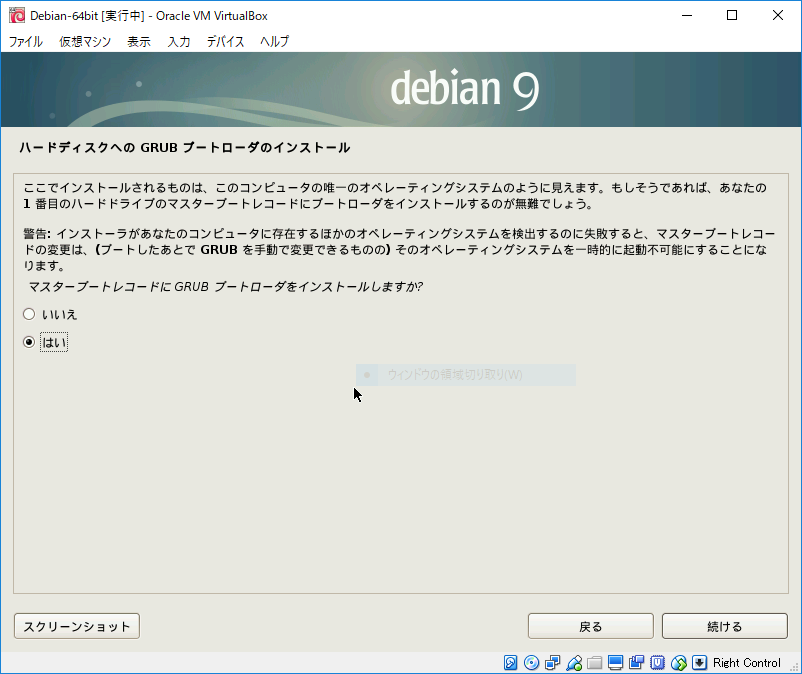 Debian-64bit [実行中] - Oracle VM VirtualBox
ファイル 仮想マシン 表示 入力 デバイス ヘルプ
debian 9
ハードディスクへの GRUB ブートローダのインストール
ここでインストールされるものは、このコンピュータの唯一のオペレーティングシステムのように見えます。もしそうであれば、あなたの
1 番目のハードドライブのマスターブートレコードにブートローダをインストールするのが無難でしょう。
警告: インストーラがあなたのコンピュータに存在するほかのオペレーティングシステムを検出するのに失敗すると、マスターブートレコー
ドの変更は、(ブートしたあとで GRUB を手動で変更できるものの) そのオペレーティングシステムを一時的に起動不可能にすることにな
ります。
マスターブートレコードに GRUB ブートローダをインストールしますか?
いいえ
はい
ウィンドウの領域切り取り(W)
スクリーンショット 戻る 続ける
Right Control